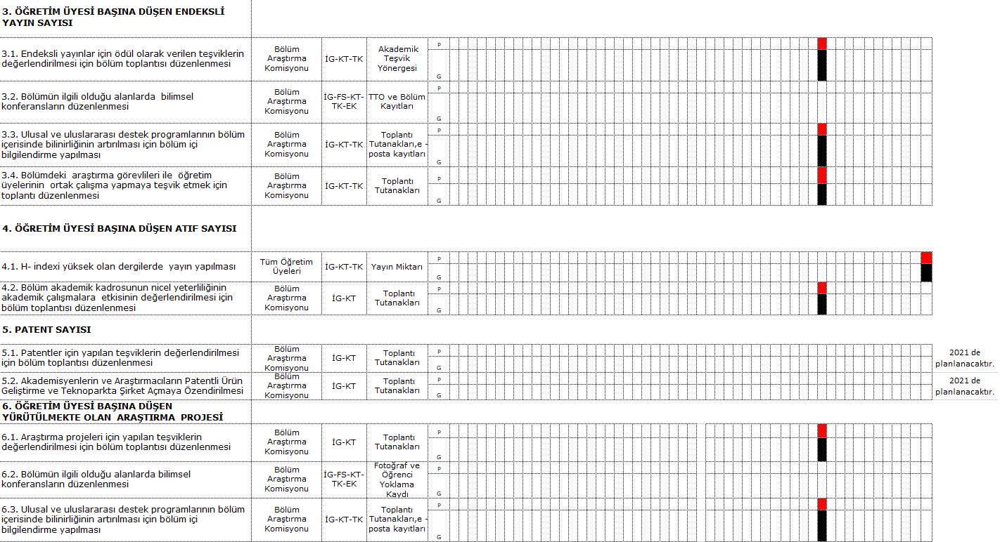 3. ÖĞRETİM ÜYESİ BAŞINA DÜŞEN ENDEKSLİ
YAYIN SAYISI
3.1. Endeksli yayınlar için ödül olarak verilen teşviklerin
değerlendirilmesi için bölüm toplantısı düzenlenmesi
Bölüm
Araştırma
Komisyonu
İG-KT-TK
Akademik
Teşvik
Yönergesi
P
G
3.2. Bölümün ilgili olduğu alanlarda  bilimsel
konferansların düzenlenmesi
Bölüm
Araştırma
Komisyonu
İG-FS-KT-
TK-EK
TTO ve Bölüm
Kayıtları
P
G
3.3. Ulusal ve uluslararası destek programlarının bölüm
içerisinde bilinirliğinin artırılması için bölüm içi
bilgilendirme yapılması
Bölüm
Araştırma
Komisyonu
İG-KT-TK
Toplantı
Tutanakları,e -
posta kayıtları
P
G
3.4. Bölümdeki  araştırma görevlileri ile  öğretim
üyelerinin  ortak çalışma yapmaya teşvik etmek için
toplantı düzenlenmesi
Bölüm
Araştırma
Komisyonu
İG-KT-TK
Toplantı
Tutanakları
P
G
4. ÖĞRETİM ÜYESİ BAŞINA DÜŞEN ATIF SAYISI
4.1. H- indexi yüksek olan dergilerde  yayın yapılması
Tüm Öğretim
Üyeleri
İG-KT-TK
Yayın Miktarı
P
G
4.2. Bölüm akademik kadrosunun nicel yeterliliğinin
akademik çalışmalara  etkisinin değerlendirilmesi için
bölüm toplantısı düzenlenmesi
Bölüm
Araştırma
Komisyonu
İG-KT
Toplantı
Tutanakları
P
G
5. PATENT SAYISI
5.1. Patentler için yapılan teşviklerin değerlendirilmesi
için bölüm toplantısı düzenlenmesi
Bölüm
Araştırma
Komisyonu
İG-KT
Toplantı
Tutanakları
P
G
2021 de
planlanacaktır.
5.2. Akademisyenlerin ve Araştırmacıların Patentli Ürün
Geliştirme ve Teknoparkta Şirket Açmaya Özendirilmesi
Bölüm
Araştırma
Komisyonu
İG-KT
Toplantı
Tutanakları
P
G
2021 de
planlanacaktır.
6. ÖĞRETİM ÜYESİ BAŞINA DÜŞEN
YÜRÜTÜLMEKTE OLAN  ARAŞTIRMA  PROJESİ
6.1. Araştırma projeleri için yapılan teşviklerin
değerlendirilmesi için bölüm toplantısı düzenlenmesi
Bölüm
Araştırma
Komisyonu
İG-KT
Toplantı
Tutanakları
P
G
6.2. Bölümün ilgili olduğu alanlarda bilimsel
konferansların düzenlenmesi
Bölüm
Araştırma
Komisyonu
İG-FS-KT-
TK-EK
Fotoğraf ve
Öğrenci
Yoklama
Kaydı
P
G
6.3. Ulusal ve uluslararası destek programlarının bölüm
içerisinde bilinirliğinin artırılması için bölüm içi
bilgilendirme yapılması
Bölüm
Araştırma
Komisyonu
İG-KT-TK
Toplantı
Tutanakları,e -
posta kayıtları
P
G